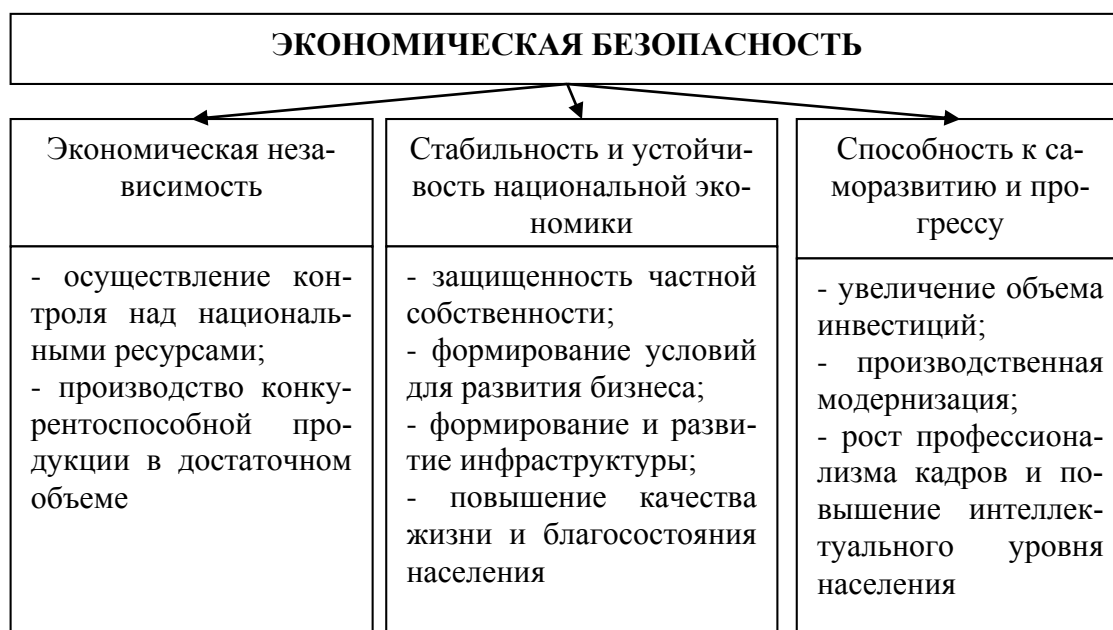 ЭКОНОМИЧЕСКАЯ БЕЗОПАСНОСТЬ
Экономическая неза-
висимость
- осуществление кон-
троля над националь-
ными ресурсами;
- производство конку-
рентоспособной про-
дукции в достаточном
объеме
Стабильность и устойчи-
вость национальной эко-
номики
- защищенность частной
собственности;
- формирование условий
для развития бизнеса;
- формирование и разви-
тие инфраструктуры;
- повышение качества
жизни и благосостояния
населения
Способность к са-
моразвитию и про-
грессу
- увеличение объема
инвестиций;
- производственная
модернизация;
- рост профессиона-
лизма кадров и по-
вышение интеллек-
туального уровня
населения